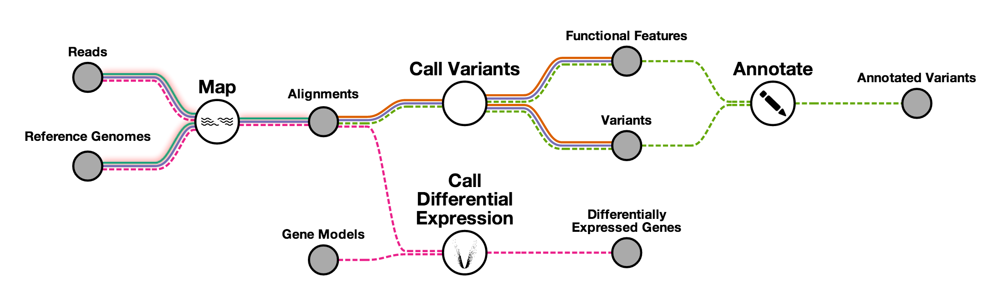 Reads
Reference Genomes
Map
Alignments
Gene Models
Call Variants
Call
Differential
Expression
Functional Features
Variants
Differentially
Expressed Genes
Annotate
Annotated Variants